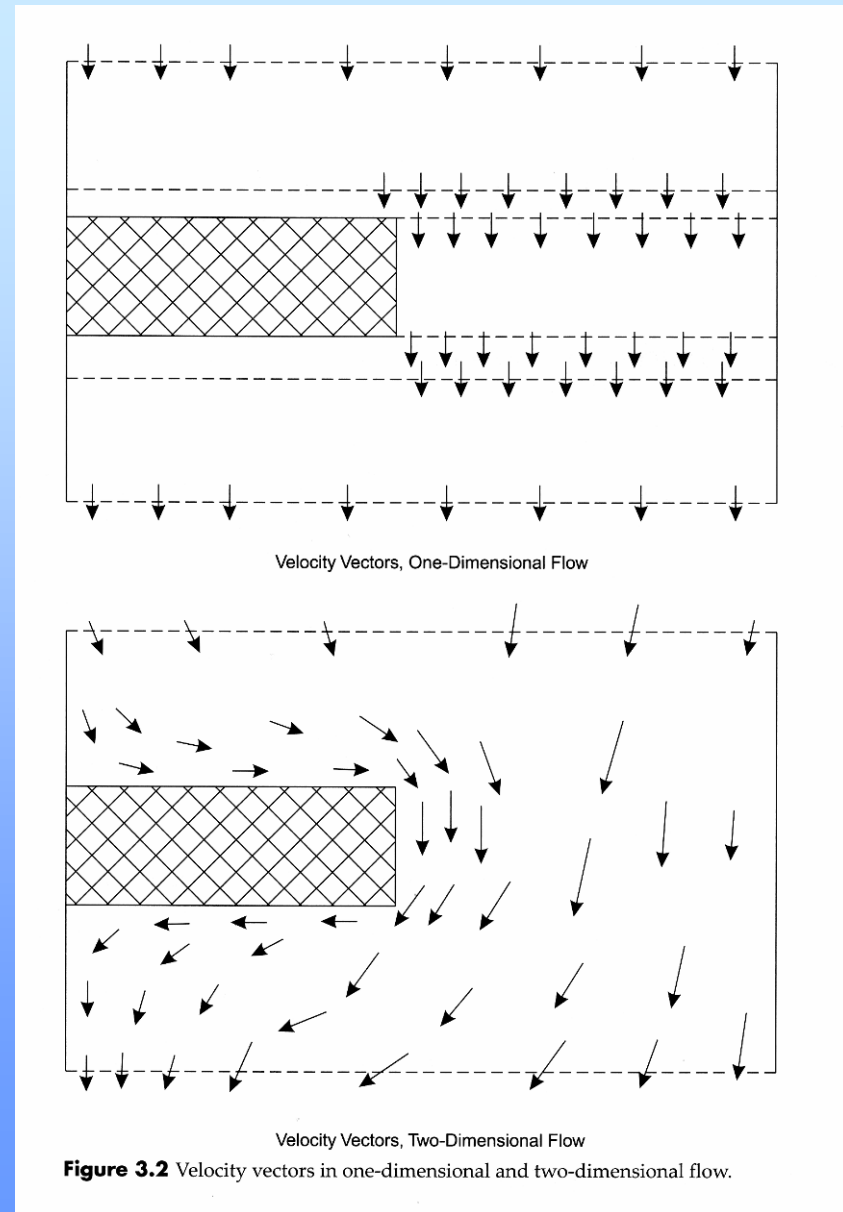 Velocity Vectors, One-Dimensional Flow
Velocity Vectors, Two-Dimensional Flow
Figure 3.2 Velocity vectors in one-dimensional and two-dimensional flow.